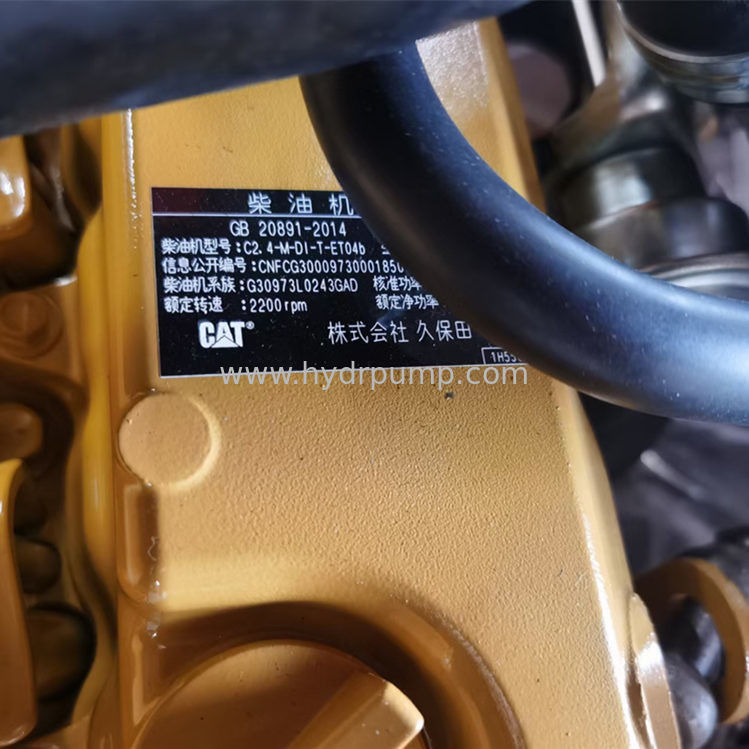 柴油机
GB 20891-2014
柴油机型号:C2.4-M-DI-T-ET04b
信息公开编号:CNFCG3000973000185
柴油机系族:G30973L0243GAD 核准功率
额定转速:2200rpm 额定净功率
CAT® 株式会社 久保田
1H55
www.hydrpump.com